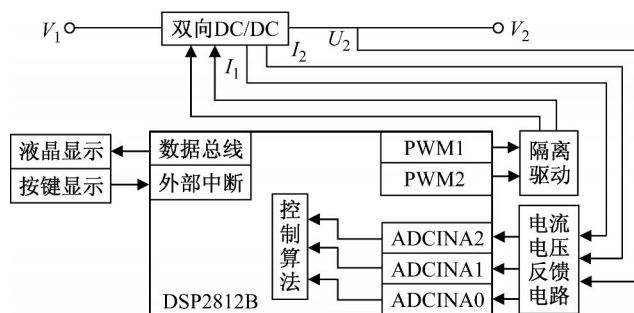 V₁
双向DC/DC
I₂
U₂
V₂
I₁
液晶显示
数据总线
PWM1
隔离驱动
按键显示
外部中断
PWM2
控制算法
ADCINA2
电流电压反馈电路
ADCINA1
DSP2812B
ADCINA0